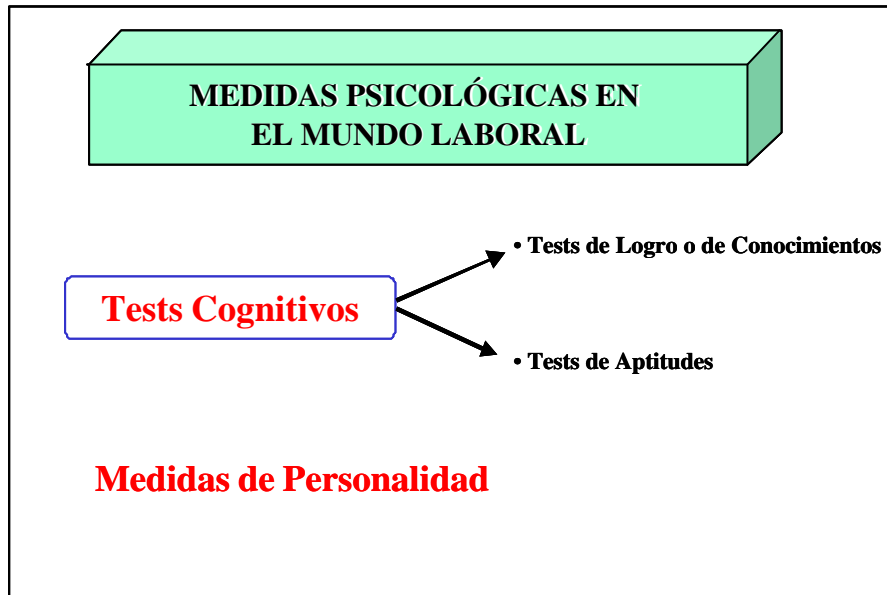 MEDIDAS PSICOLÓGICAS EN
EL MUNDO LABORAL
• Tests de Logro o de Conocimientos
Tests Cognitivos
• Tests de Aptitudes
Medidas de Personalidad